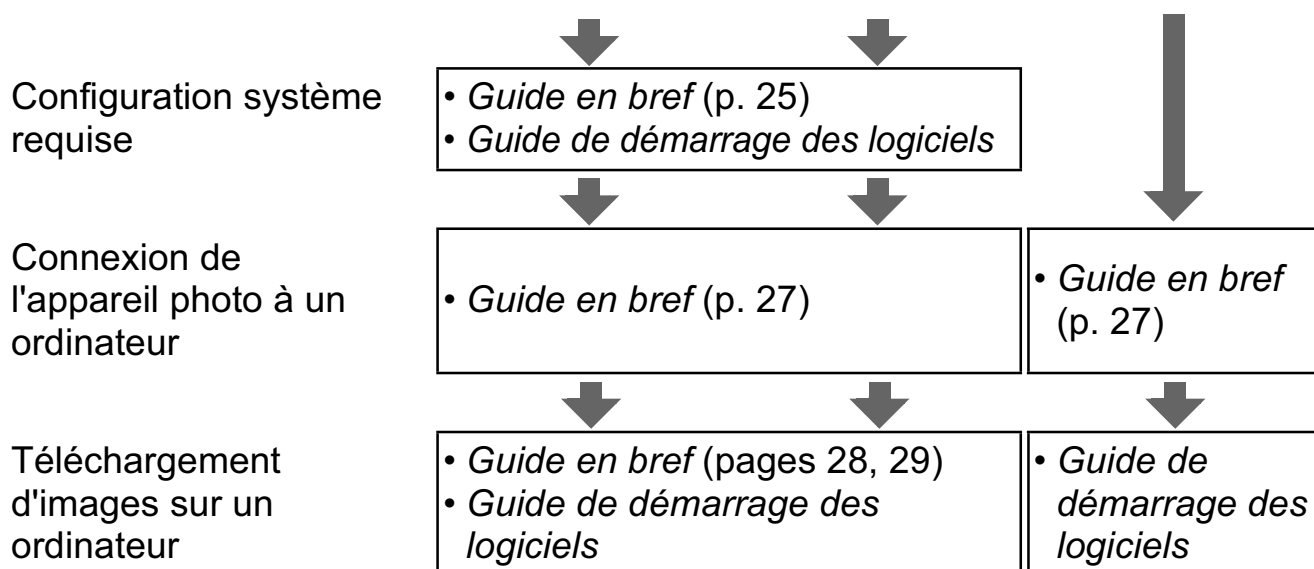 Configuration système
requise
• Guide en bref (p. 25)
• Guide de démarrage des logiciels
Connexion de
l'appareil photo à un
ordinateur
• Guide en bref (p. 27)
• Guide en bref
(p. 27)
Téléchargement
d'images sur un
ordinateur
• Guide en bref (pages 28, 29)
• Guide de démarrage des
logiciels
• Guide de
démarrage des
logiciels